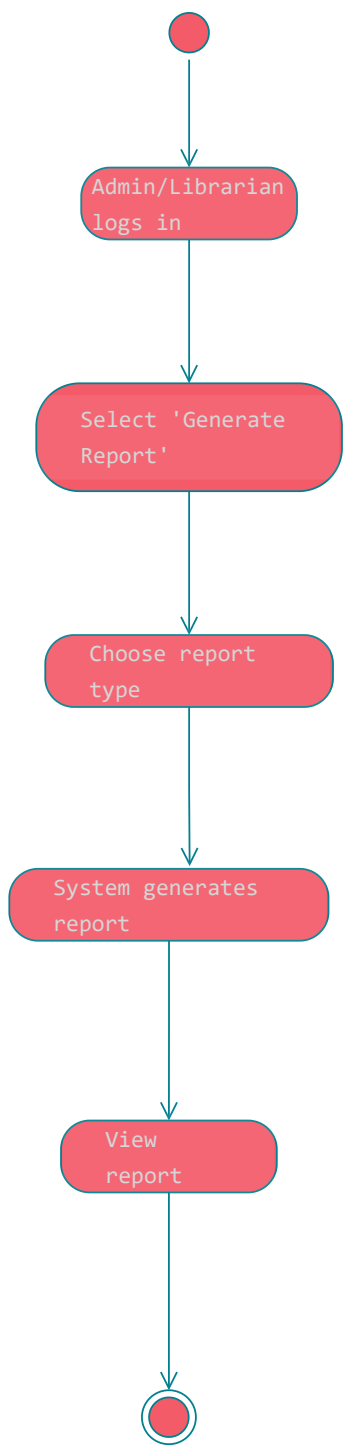 Admin/Librarian
logs in
Select 'Generate
Report'
Choose report
type
System generates
report
View
report